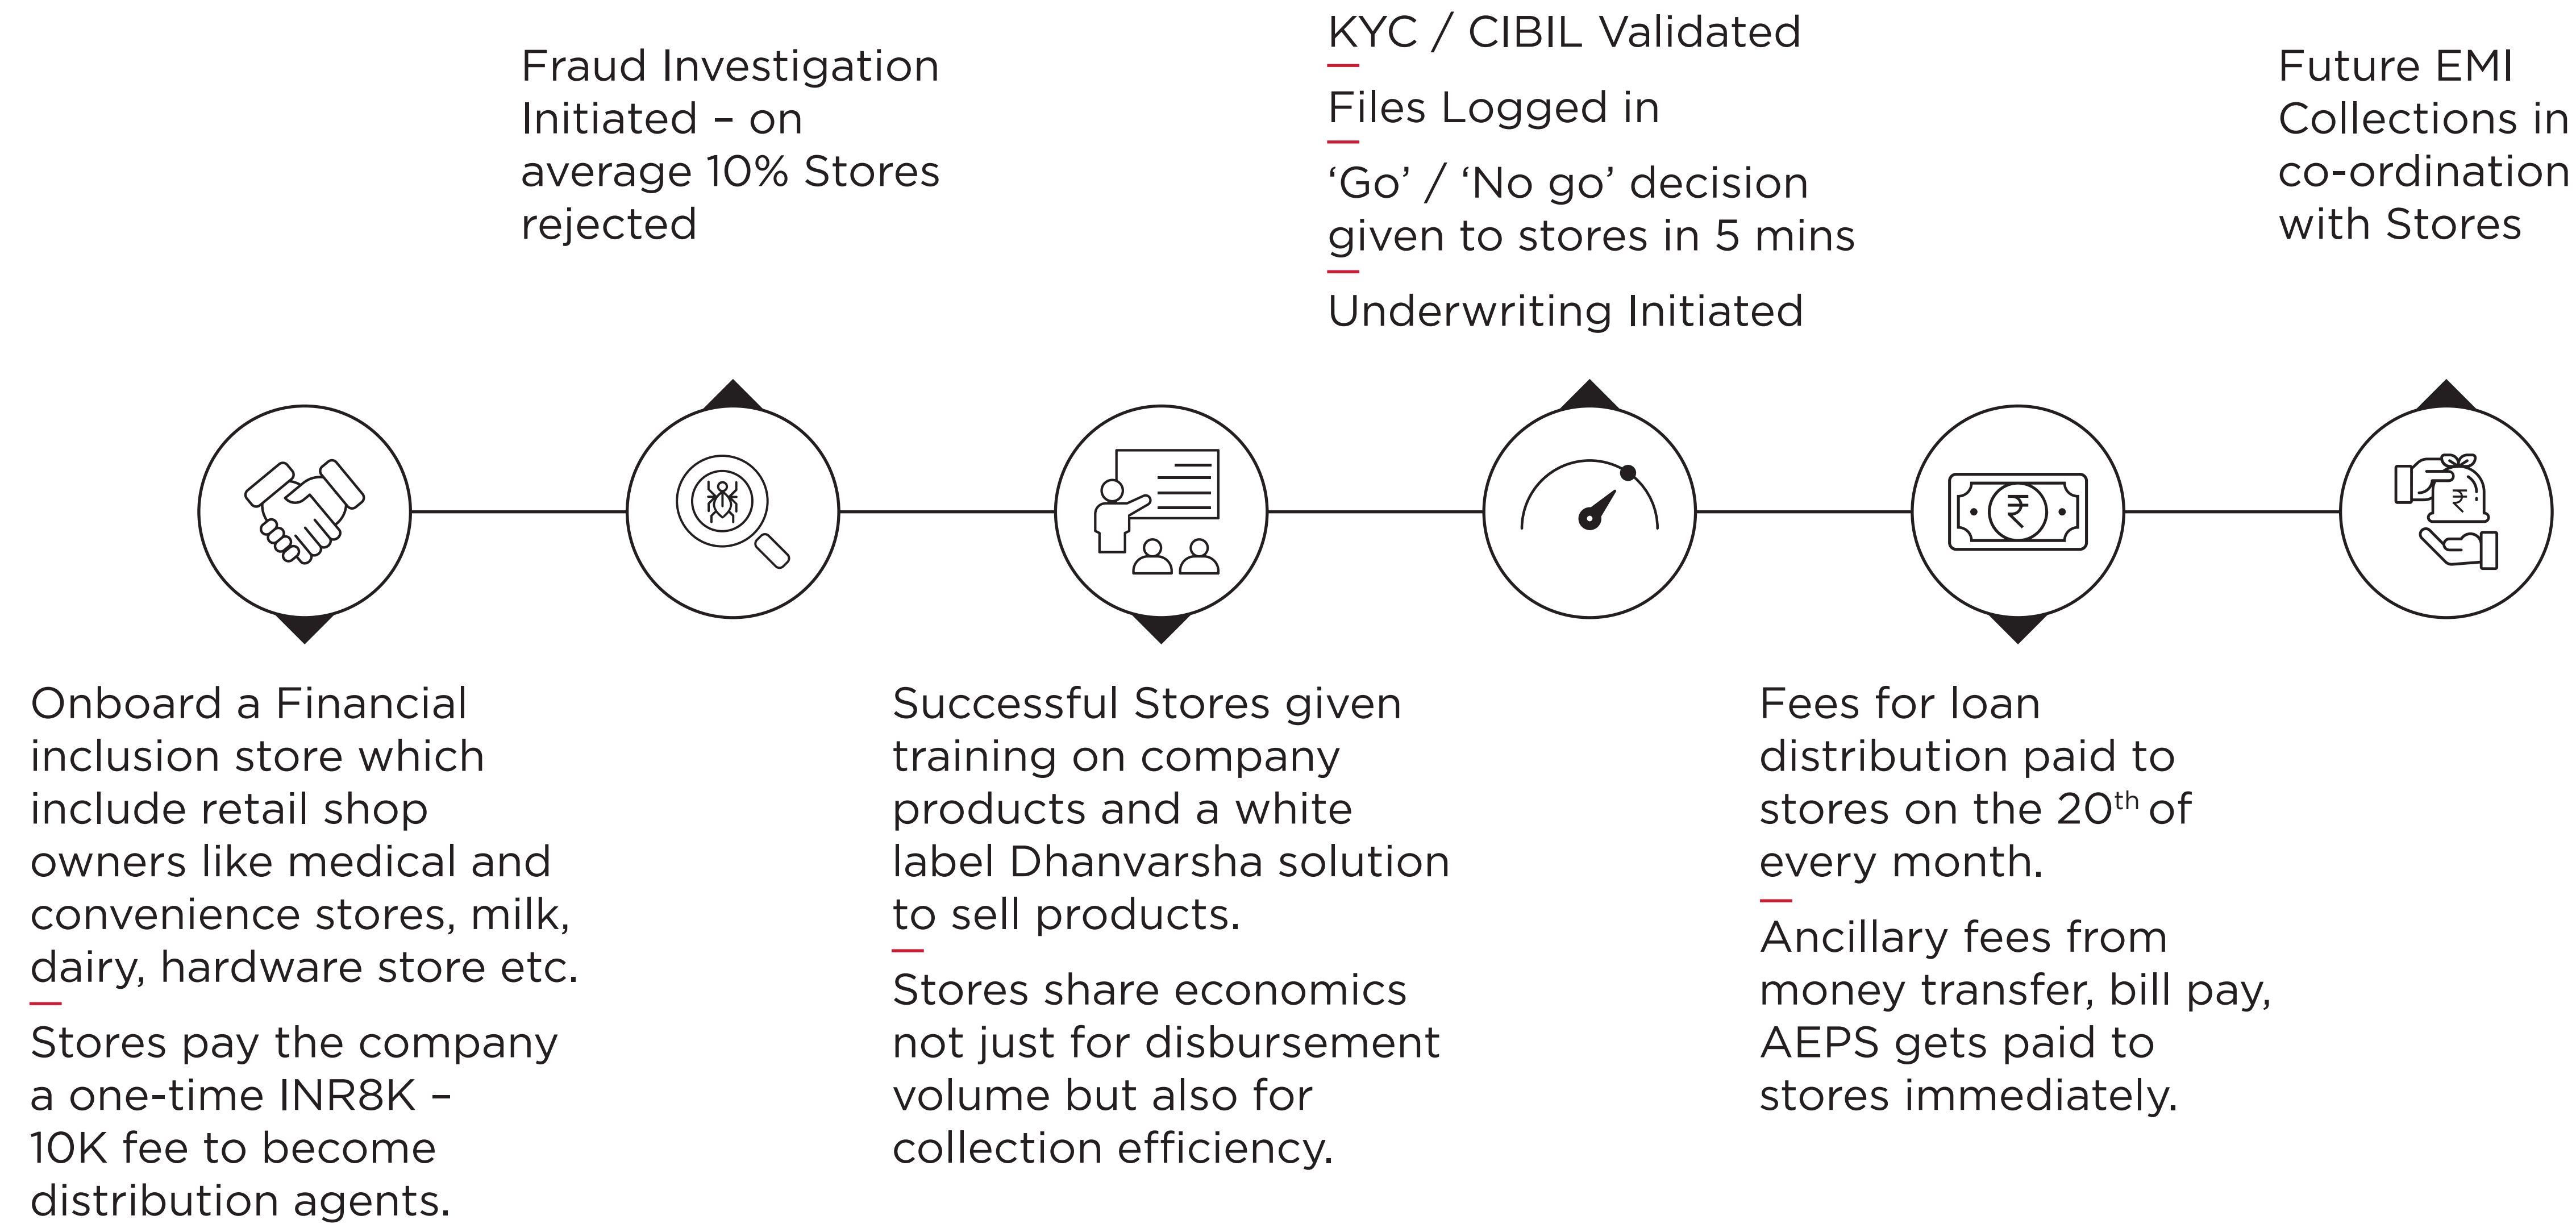 Onboard a Financial
inclusion store which
include retail shop
owners like medical and
convenience stores, milk,
dairy, hardware store etc.
Stores pay the company
a one-time INR8K –
10K fee to become
distribution agents.
Fraud Investigation
Initiated – on
average 10% Stores
rejected
Successful Stores given
training on company
products and a white
label Dhanvarsha solution
to sell products.
Stores share economics
not just for disbursement
volume but also for
collection efficiency.
KYC / CIBIL Validated
Files Logged in
‘Go’ / ‘No go’ decision
given to stores in 5 mins
Underwriting Initiated
₹
Fees for loan
distribution paid to
stores on the 20th of
every month.
Ancillary fees from
money transfer, bill pay,
AEPS gets paid to
stores immediately.
₹
Future EMI
Collections in
co-ordination
with Stores